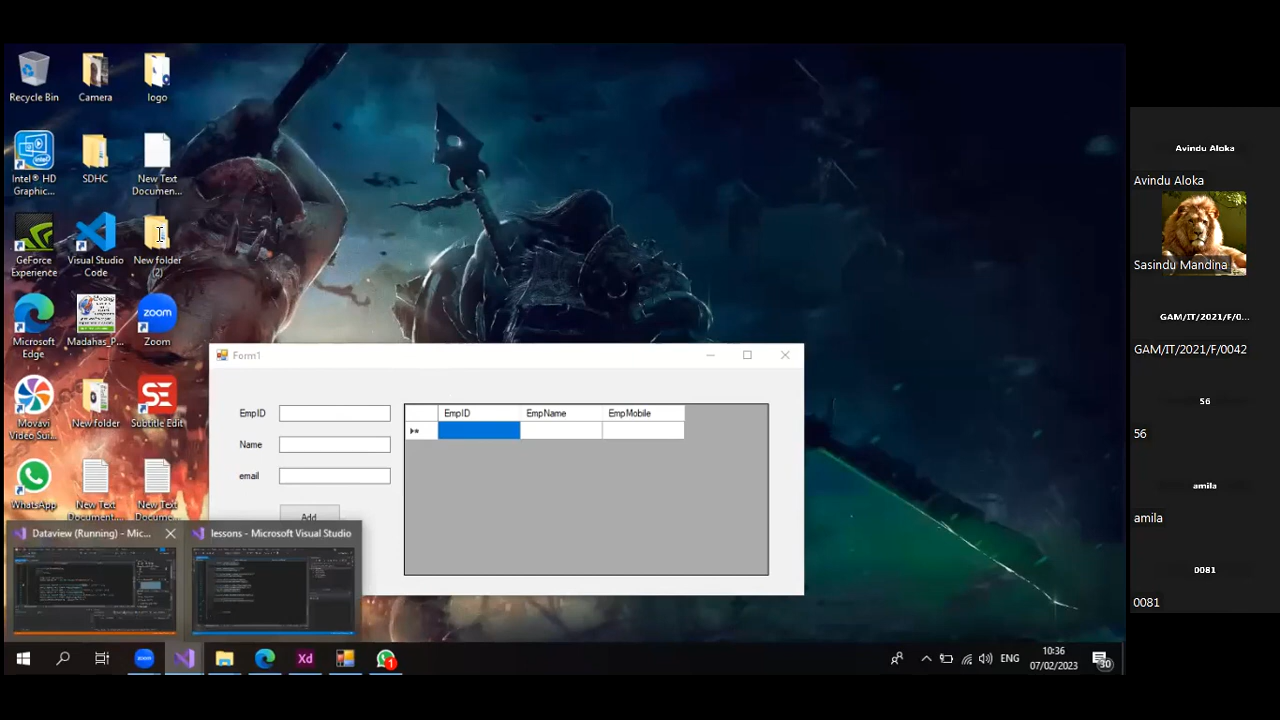 Recycle Bin
Camera
logo
Intel® HD
Graphic...
SDHC
New Text
Documen...
GeForce
Experience
Visual Studio
Code
New folder
(2)
Microsoft
Edge
Madahas_P...
zoom
Zoom
Movavi
Video Sui...
New folder
SE
Subtitle Edit
WhatsApp
New Text
Document...
New Text
Docume...
Form1
EmpID
Name
email
Add
EmpID
EmpName
EmpMobile
Dataview (Running) - Mic...
lessons - Microsoft Visual Studio
zoom
Xd
1
ENG
10:36
07/02/2023
30
Avindu Aloka
Avindu Aloka
Sasindu Mandina
GAM/IT/2021/F/0...
GAM/IT/2021/F/0042
56
56
amila
amila
0081
0081